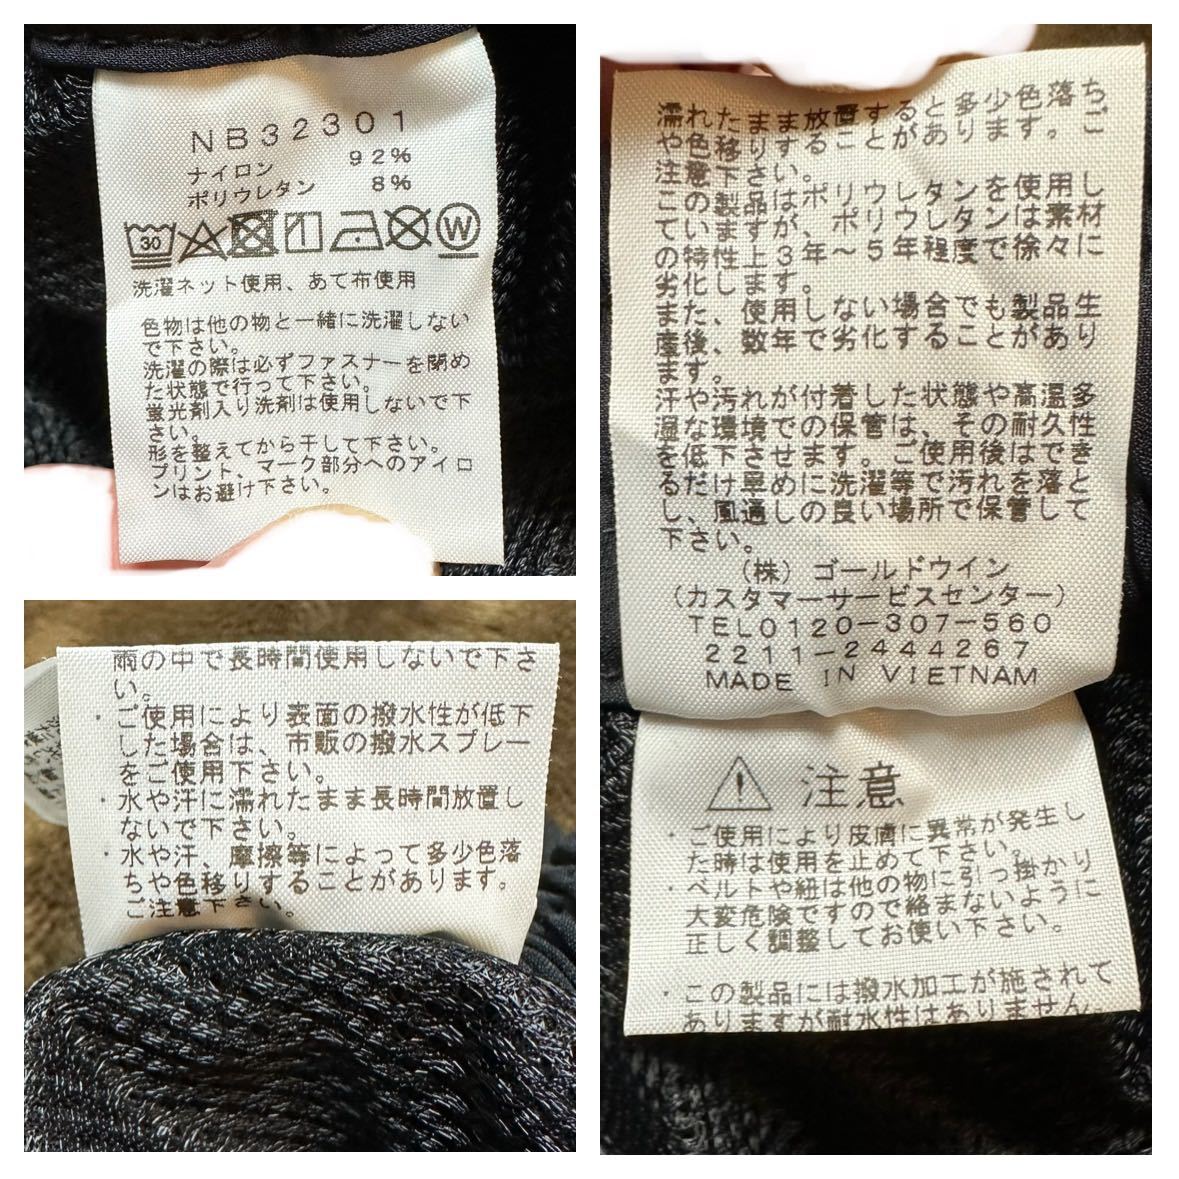 NB32301
ナイロン 92%
ポリウレタン 8%
30
W
洗濯ネット使用、あて布使用
色物は他の物と一緒に洗濯しない
で下さい。
洗濯の際は必ずファスナーを閉め
た状態で行って下さい。
蛍光剤入り洗剤は使用しないで下
さい。
形を整えてから干して下さい。
プリント、マーク部分へのアイロ
ンはお避け下さい。
雨の中で長時間使用しないで下さ
い。
・ご使用により表面の撥水性が低下
した場合は、市販の撥水スプレー
をご使用下さい。
・水や汗に濡れたまま長時間放置し
ないで下さい。
・水や汗、摩擦等によって多少色落
ちや色移りすることがあります。
ご注意下さい。
濡れたまま放置すると多少色落ち
や色移りすることがあります。ご
注意下さい。
この製品はポリウレタンを使用し
ていますが、ポリウレタンは素材
の特性上3年～5年程度で徐々に
劣化します。
また、使用しない場合でも製品生
産後、数年で劣化することがあり
ます。
汗や汚れが付着した状態や高温多
湿な環境での保管は、その耐久性
を低下させます。ご使用後はでき
るだけ早めに洗濯等で汚れを落と
し、風通しの良い場所で保管して
下さい。
(株)ゴールドウイン
(カスタマーサービスセンター)
TEL0120-307-560
2211-2444267
MADE IN VIETNAM
注意
・ご使用により皮膚に異常が発生し
た時は使用を止めて下さい。
・ベルトや紐は他の物に引っ掛かり
大変危険ですので絡まないように
正しく調整してお使い下さい。
・この製品には撥水加工が施されて
ありますが耐水性はありません。